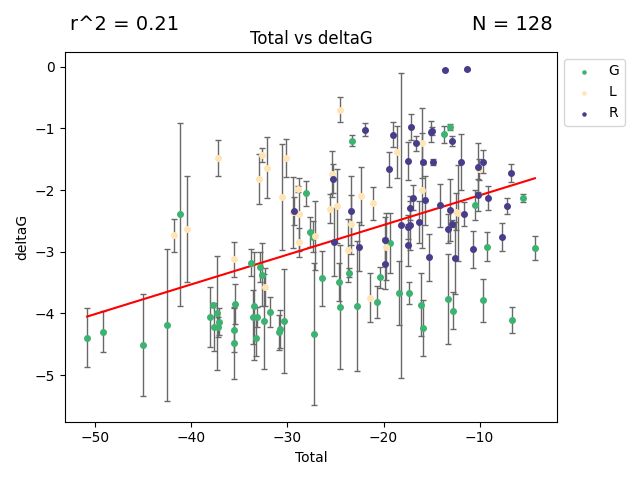 r^2 = 0.21 N = 128
Total vs deltaG
G
L
R
0
−1
−2
−3
−4
−5
deltaG
−50 −40 −30 −20 −10
Total